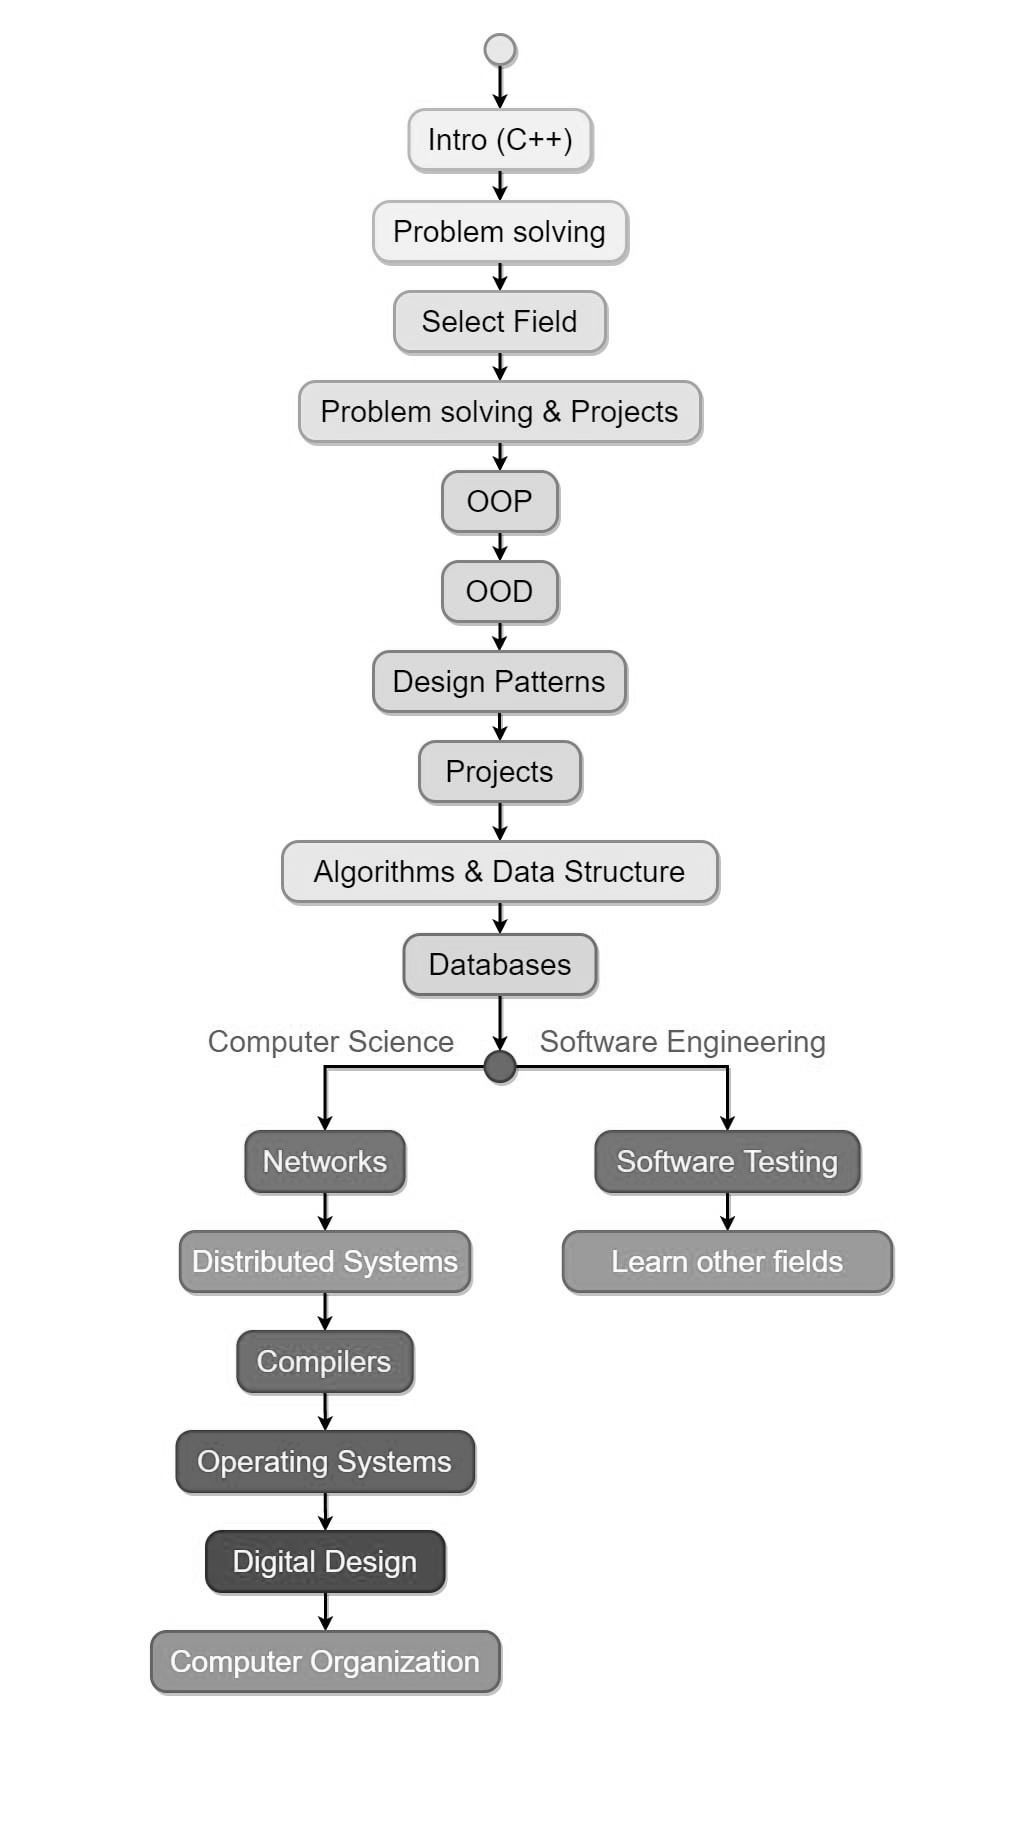 Intro (C++)
Problem solving
Select Field
Problem solving & Projects
OOP
OOD
Design Patterns
Projects
Algorithms & Data Structure
Databases
Computer Science
Software Engineering
Networks
Software Testing
Distributed Systems
Learn other fields
Compilers
Operating Systems
Digital Design
Computer Organization